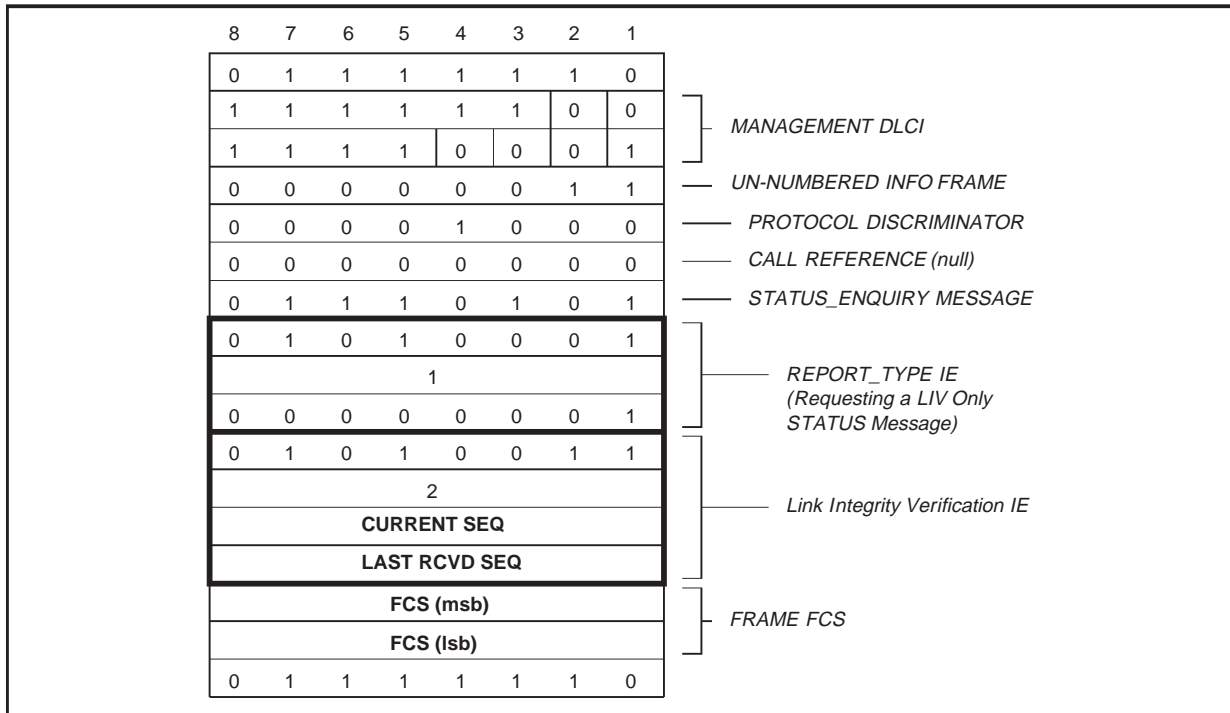 8 7 6 5 4 3 2 1
0 1 1 1 1 1 1 0
1 1 1 1 1 1 0 0
MANAGEMENT DLCI
1 1 1 1 0 0 0 1
0 0 0 0 0 0 1 1 UN-NUMBERED INFO FRAME
0 0 0 0 1 0 0 0 PROTOCOL DISCRIMINATOR
0 0 0 0 0 0 0 0 CALL REFERENCE (null)
0 1 1 1 0 1 0 1 STATUS_ENQUIRY MESSAGE
0 1 0 1 0 0 0 1
1 REPORT_TYPE IE
(Requesting a LIV Only
0 0 0 0 0 0 0 1 STATUS Message)
0 1 0 1 0 0 1 1
2 Link Integrity Verification IE
CURRENT SEQ
LAST RCVD SEQ
FCS (msb)
FRAME FCS
FCS (lsb)
0 1 1 1 1 1 1 0